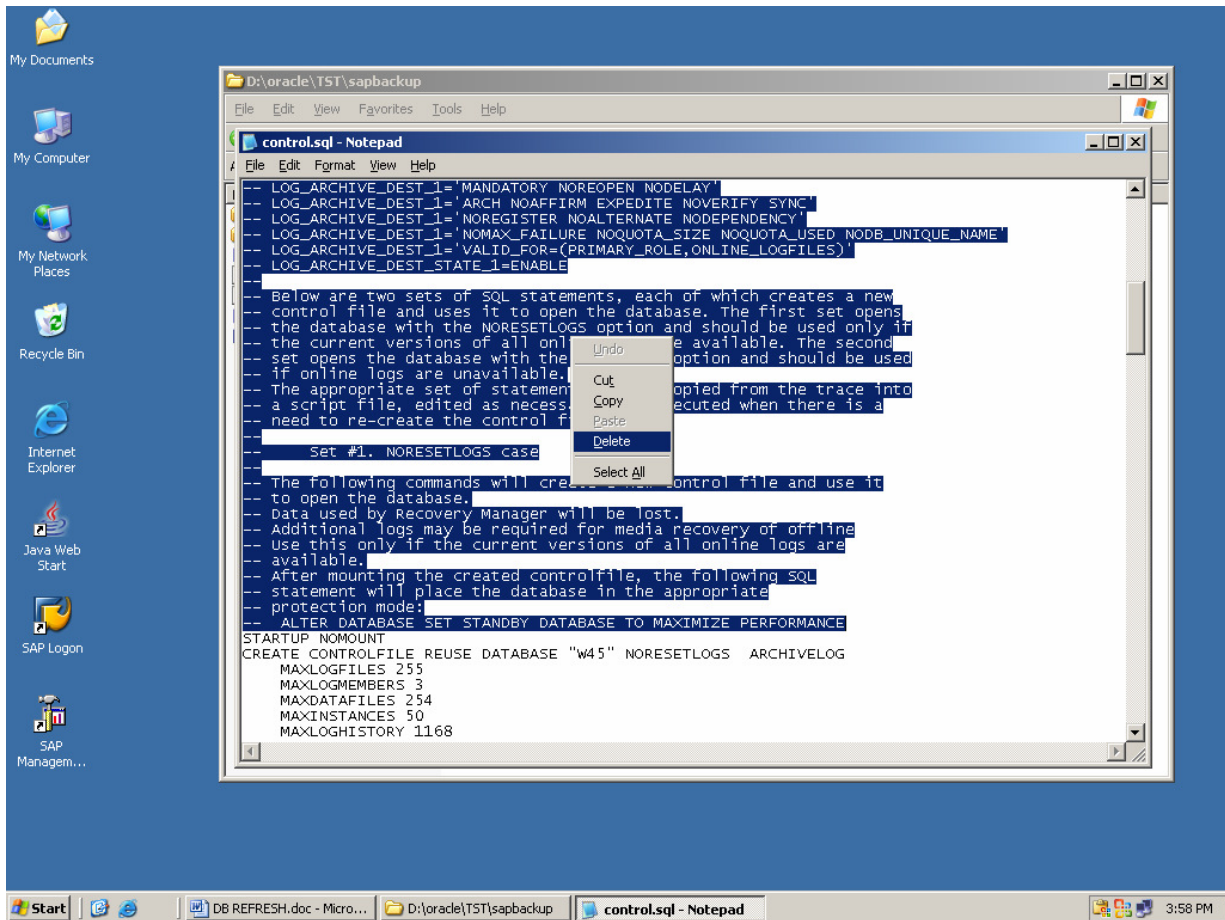 My Documents
My Computer
My Network
Places
Recycle Bin
Internet
Explorer
Java Web
Start
SAP Logon
SAP
Managem...
D:\oracle\TST\sapbackup
File Edit View Favorites Tools Help
control.sql - Notepad
File Edit Format View Help
-- LOG_ARCHIVE_DEST_1='MANDATORY NOREOPEN NODELAY'
-- LOG_ARCHIVE_DEST_1='ARCH NOAFFIRM EXPEDITE NOVERIFY SYNC'
-- LOG_ARCHIVE_DEST_1='NOREGISTER NOALTERNATE NODEPENDENCY'
-- LOG_ARCHIVE_DEST_1='NOMAX_FAILURE NOQUOTA_SIZE NOQUOTA_USED NODB_UNIQUE_NAME'
-- LOG_ARCHIVE_DEST_1='VALID_FOR=(PRIMARY_ROLE,ONLINE_LOGFILES)'
-- LOG_ARCHIVE_DEST_STATE_1=ENABLE
--
-- Below are two sets of SQL statements, each of which creates a new
-- control file and uses it to open the database. The first set opens
-- the database with the NORESETLOGS option and should be used only if
-- the current versions of all onl e available. The second
-- set opens the database with the option and should be used
-- if online logs are unavailable.
-- The appropriate set of statemen opied from the trace into
-- a script file, edited as necess ecuted when there is a
-- need to re-create the control f
--
-- Set #1. NORESETLOGS case
--
-- The following commands will create a new control file and use it
-- to open the database.
-- Data used by Recovery Manager will be lost.
-- Additional logs may be required for media recovery of offline
-- Use this only if the current versions of all online logs are
-- available.
-- After mounting the created controlfile, the following SQL
-- statement will place the database in the appropriate
-- protection mode:
-- ALTER DATABASE SET STANDBY DATABASE TO MAXIMIZE PERFORMANCE
STARTUP NOMOUNT
CREATE CONTROLFILE REUSE DATABASE "W45" NORESETLOGS ARCHIVELOG
MAXLOGFILES 255
MAXLOGMEMBERS 3
MAXDATAFILES 254
MAXINSTANCES 50
MAXLOGHISTORY 1168
Undo
Cut
Copy
Paste
Delete
Select All
Start
DB REFRESH.doc - Micro...
D:\oracle\TST\sapbackup
control.sql - Notepad
3:58 PM